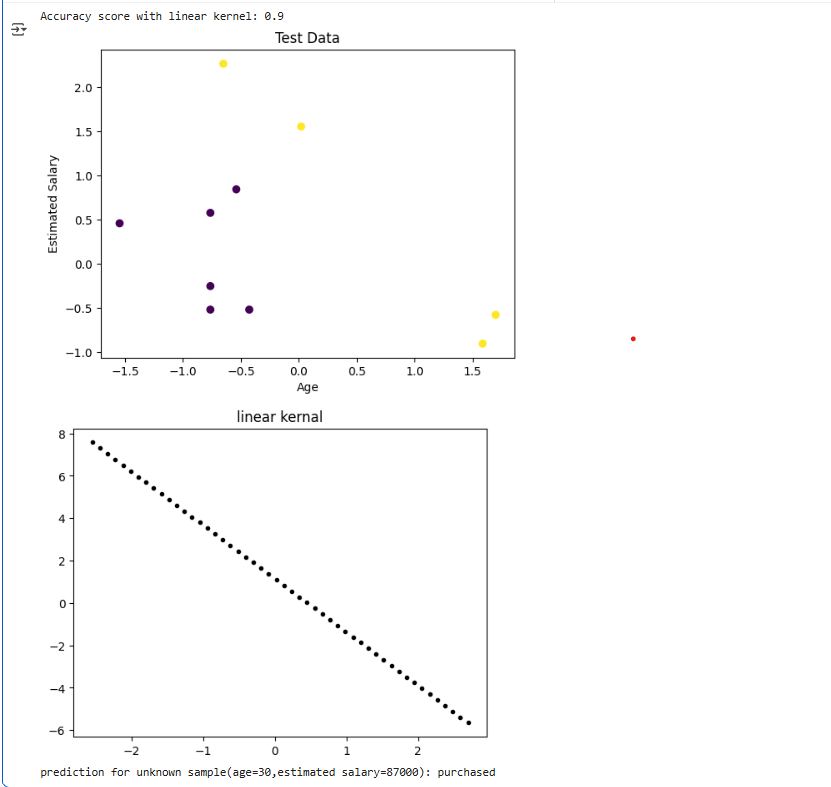 Accuracy score with linear kernel: 0.9
Test Data
2.0
1.5
1.0
0.5
0.0
−0.5
−1.0
Estimated Salary
−1.5 −1.0 −0.5 0.0 0.5 1.0 1.5
Age
linear kernal
8
6
4
2
0
−2
−4
−6
−2 −1 0 1 2
prediction for unknown sample(age=30,estimated salary=87000): purchased